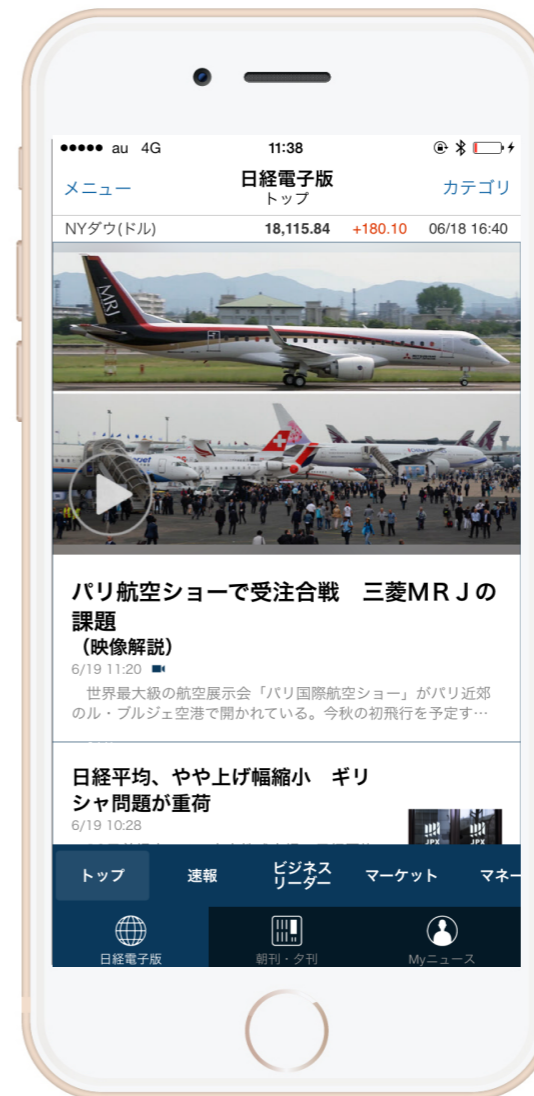 au 4G 11:38
メニュー 日経電子版 カテゴリ
トップ
NYダウ(ドル) 18,115.84 +180.10 06/18 16:40
MRJ
パリ航空ショーで受注合戦　三菱ＭＲＪの
課題
（映像解説）
6/19 11:20
世界最大級の航空展示会「パリ国際航空ショー」がパリ近郊
のル・ブルジェ空港で開かれている。今秋の初飛行を予定す…
日経平均、やや上げ幅縮小　ギリ
シャ問題が重荷
6/19 10:28
JPX JPX
トップ 速報 ビジネス
リーダー マーケット マネー
日経電子版 朝刊・夕刊 Myニュース